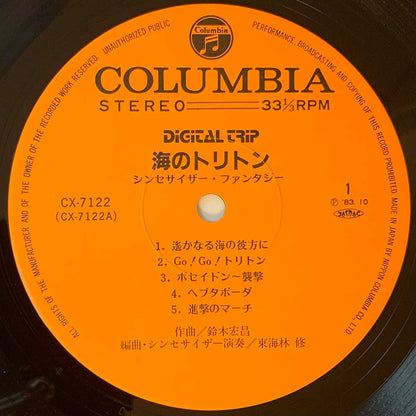 ALL RIGHTS OF THE MANUFACTURER AND OF THE OWNER OF THE RECORDED WORK RESERVED. UNAUTHORIZED PUBLIC PERFORMANCE, BROADCASTING AND COPYING OF THIS RECORD PROHIBITED. MADE IN JAPAN BY NIPPON COLUMBIA CO., LTD.
Columbia
COLUMBIA
STEREO 33⅓RPM
DIGITAL TRIP
海のトリトン
シンセサイザー・ファンタジー
CX-7122
(CX-7122A)
1
Ⓟ '83. 10
1. 遙かなる海の彼方に
2. Go! Go! トリトン
3. ポセイドン〜襲撃
4. ヘプタポーダ
5. 進撃のマーチ
作曲/鈴木宏昌
編曲・シンセサイザー演奏/東海林 修